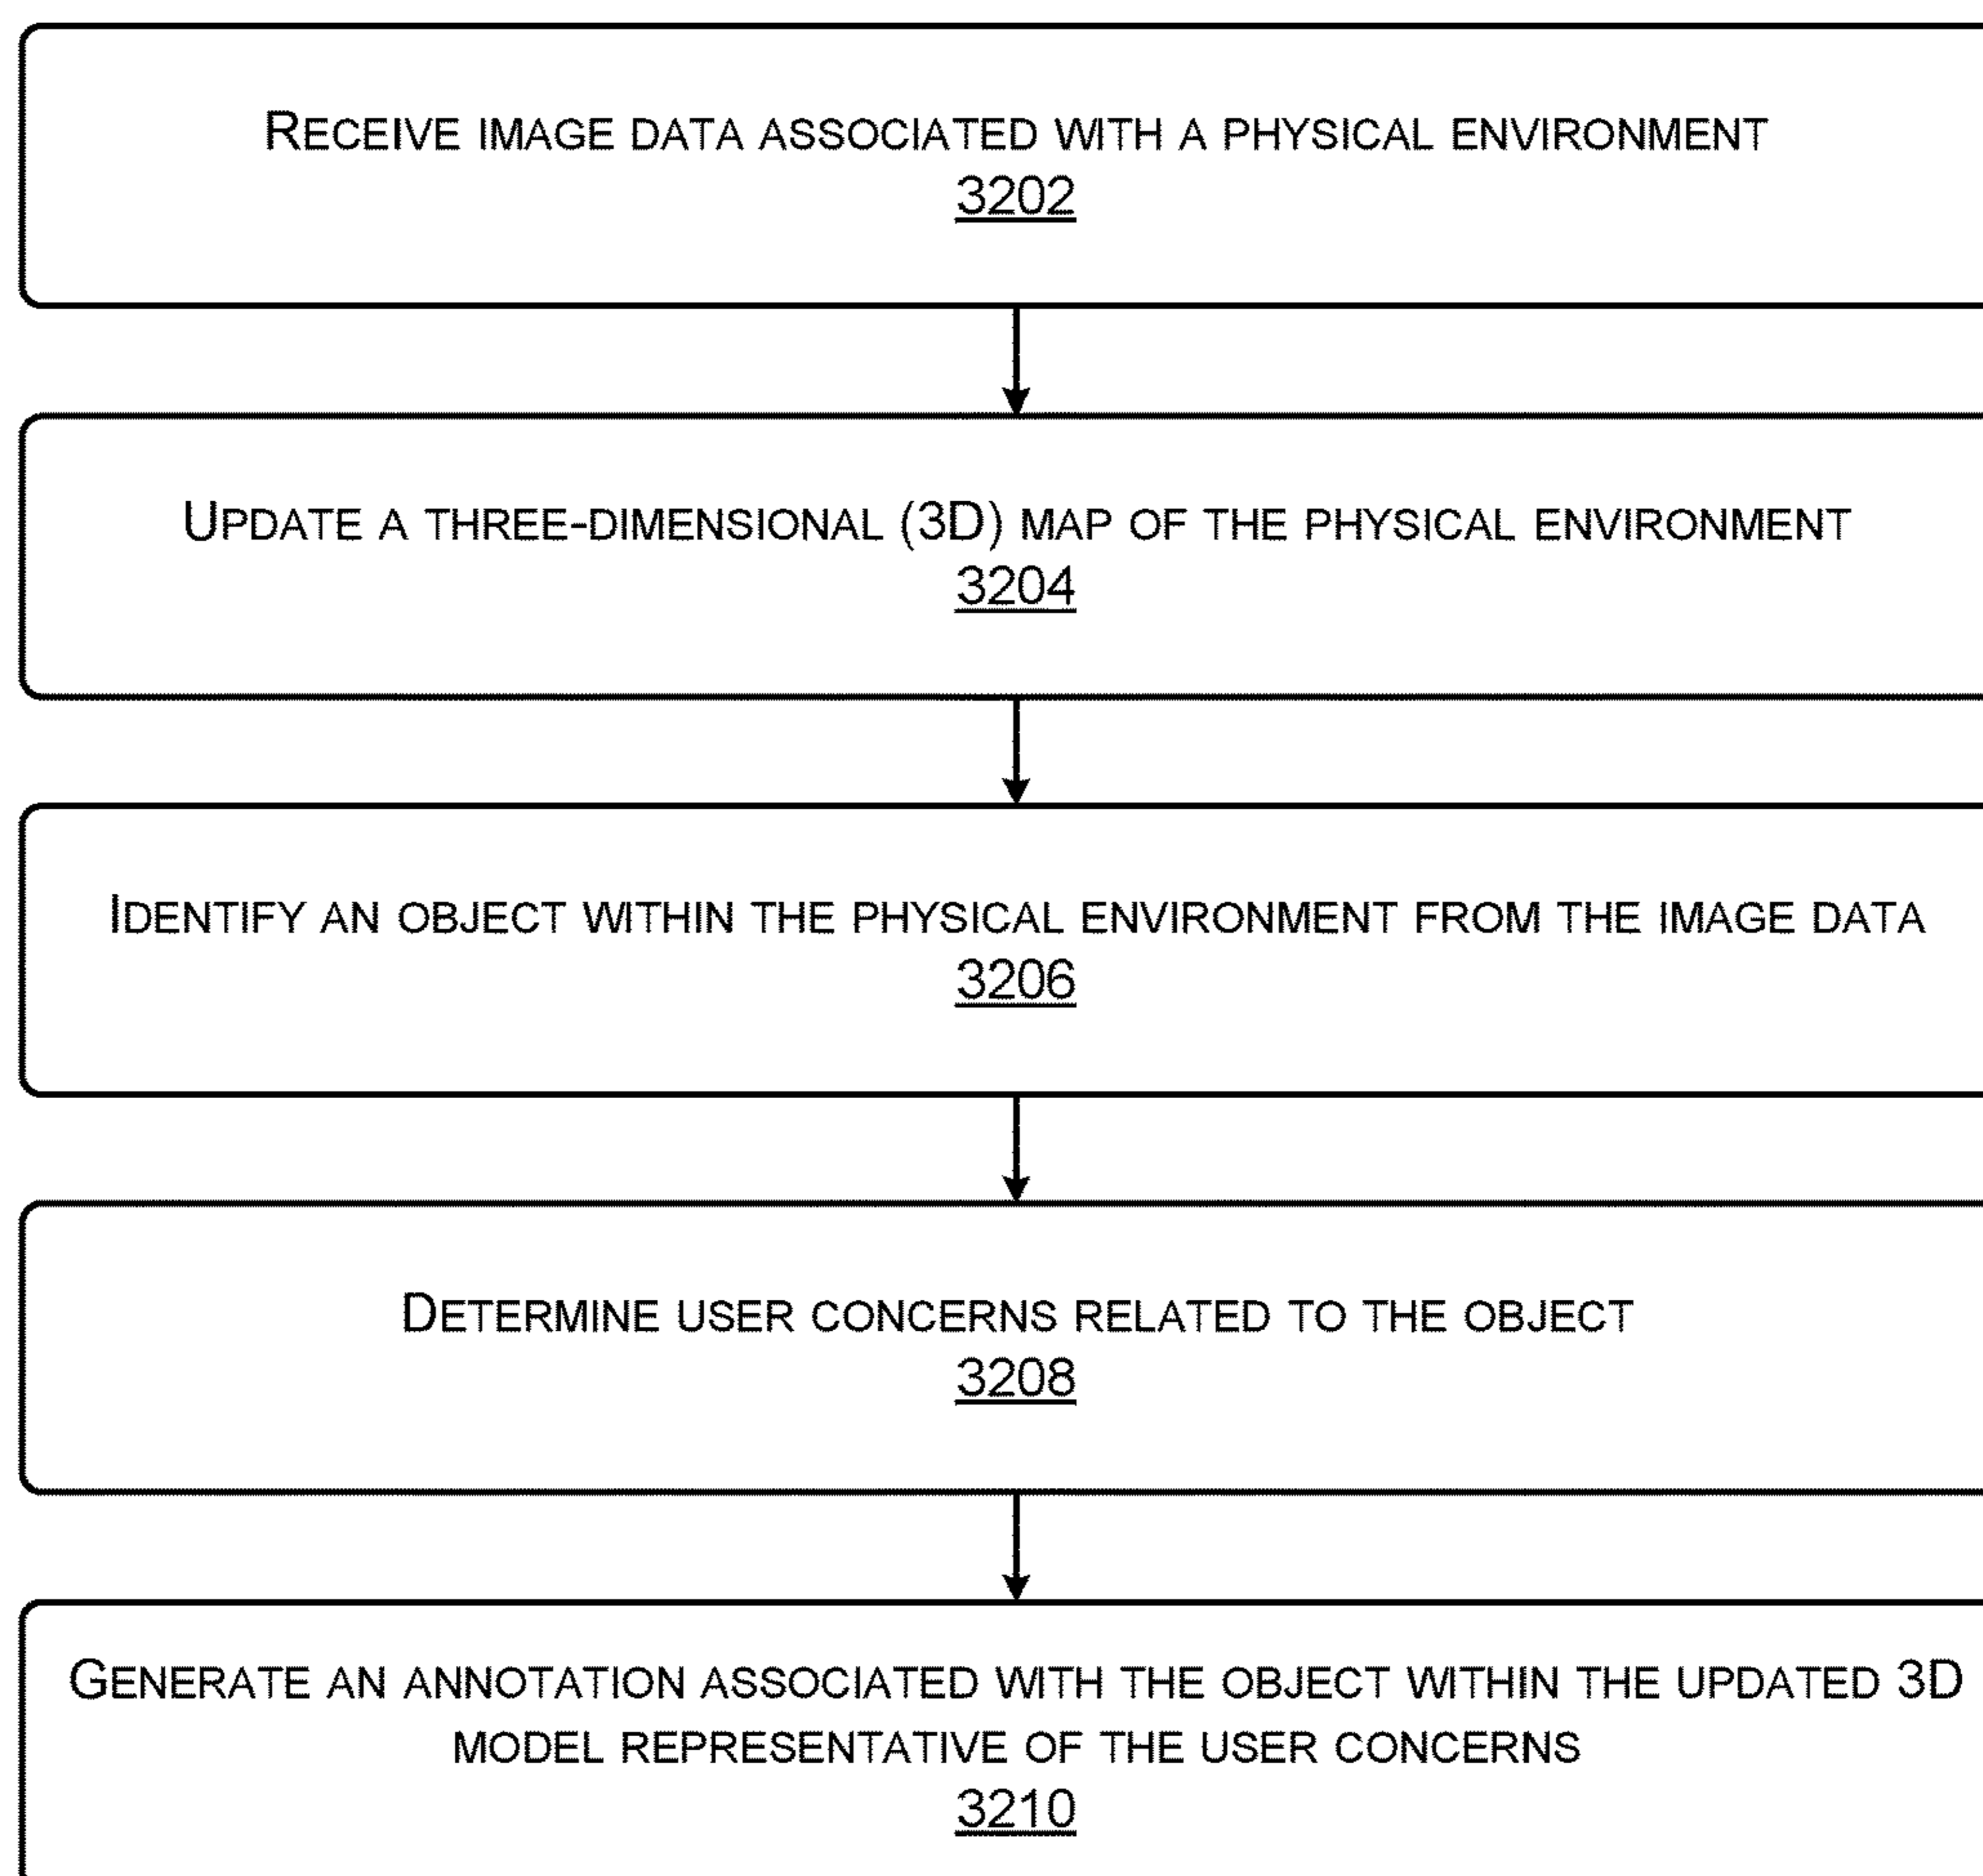 RECEIVE IMAGE DATA ASSOCIATED WITH A PHYSICAL ENVIRONMENT
3202
UPDATE A THREE-DIMENSIONAL (3D) MAP OF THE PHYSICAL ENVIRONMENT
3204
IDENTIFY AN OBJECT WITHIN THE PHYSICAL ENVIRONMENT FROM THE IMAGE DATA
3206
DETERMINE USER CONCERNS RELATED TO THE OBJECT
3208
GENERATE AN ANNOTATION ASSOCIATED WITH THE OBJECT WITHIN THE UPDATED 3D
MODEL REPRESENTATIVE OF THE USER CONCERNS
3210